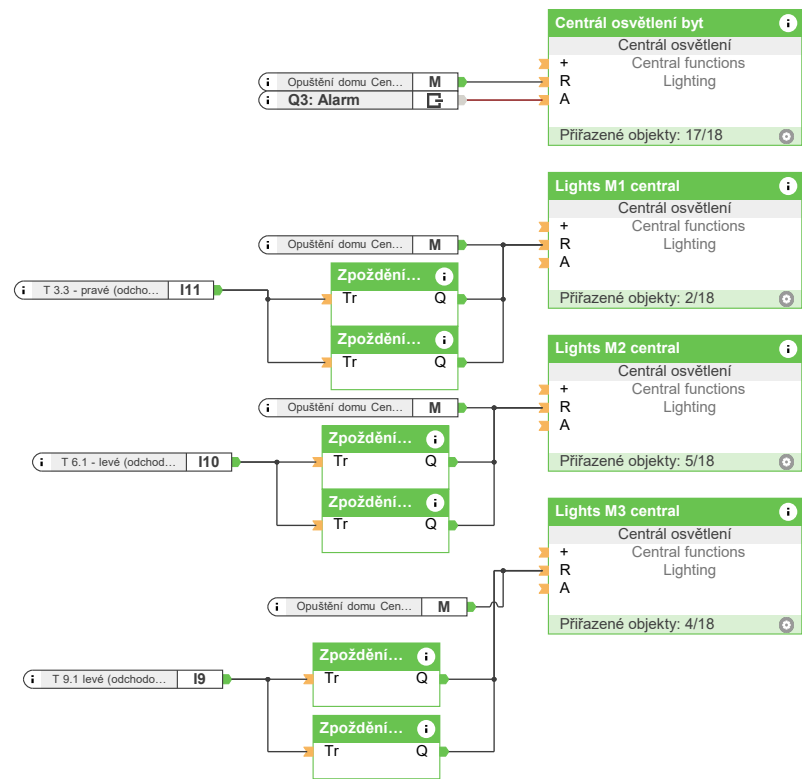 Centrál osvětlení byt
Centrál osvětlení
+ Central functions
Opuštění domu Cen... M
R Lighting
Q3: Alarm
A
Přiřazené objekty: 17/18
Lights M1 central
Centrál osvětlení
+ Central functions
Opuštění domu Cen... M
R Lighting
A
Zpoždění...
T 3.3 - pravé (odcho... I11
Tr Q
Přiřazené objekty: 2/18
Zpoždění...
Tr Q
Lights M2 central
Centrál osvětlení
+ Central functions
Opuštění domu Cen... M
R Lighting
A
Zpoždění...
T 6.1 - levé (odchod... I10
Tr Q
Přiřazené objekty: 5/18
Zpoždění...
Tr Q
Lights M3 central
Centrál osvětlení
+ Central functions
R Lighting
A
Opuštění domu Cen... M
Přiřazené objekty: 4/18
Zpoždění...
T 9.1 levé (odchodo... I9
Tr Q
Zpoždění...
Tr Q